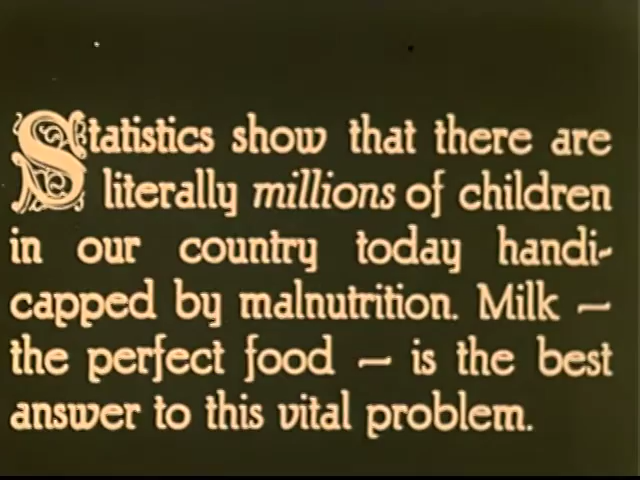 Statistics show that there are
literally millions of children
in our country today handi-
capped by malnutrition. Milk —
the perfect food — is the best
answer to this vital problem.